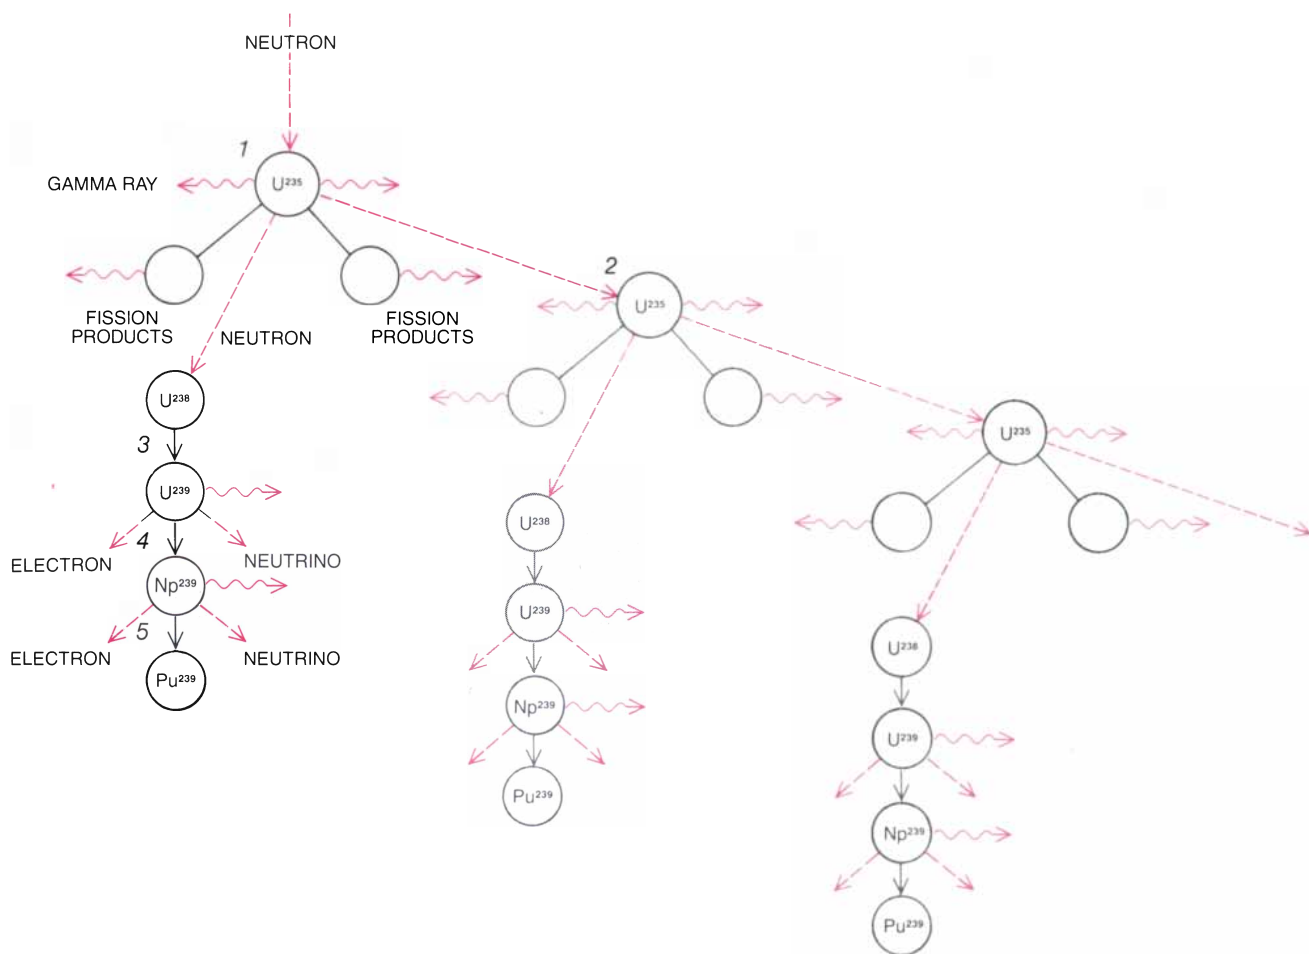 NEUTRON
1
U²³⁵
GAMMA RAY
2
U²³⁵
FISSION
PRODUCTS
NEUTRON
FISSION
PRODUCTS
U²³⁸
3
U²³⁵
U²³⁹
4
ELECTRON
NEUTRINO
U²³⁸
Np²³⁹
5
ELECTRON
NEUTRINO
U²³⁹
Pu²³⁹
U²³⁸
Np²³⁹
U²³⁹
Pu²³⁹
Np²³⁹
Pu²³⁹